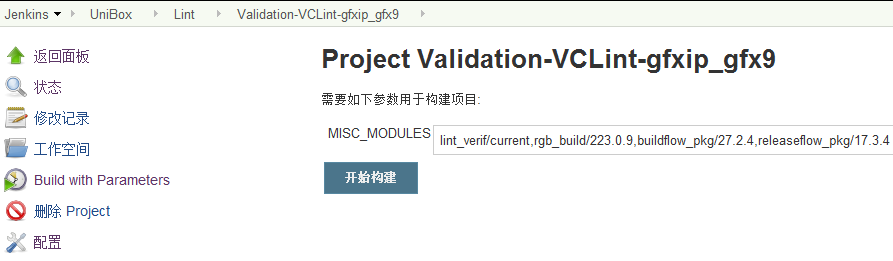 Jenkins UniBox Lint Validation-VCLint-gfxip_gfx9
返回面板
状态
修改记录
工作空间
Build with Parameters
删除 Project
配置
Project Validation-VCLint-gfxip_gfx9
需要如下参数用于构建项目:
MISC_MODULES lint_verif/current,rgb_build/223.0.9,buildflow_pkg/27.2.4,releaseflow_pkg/17.3.4
开始构建